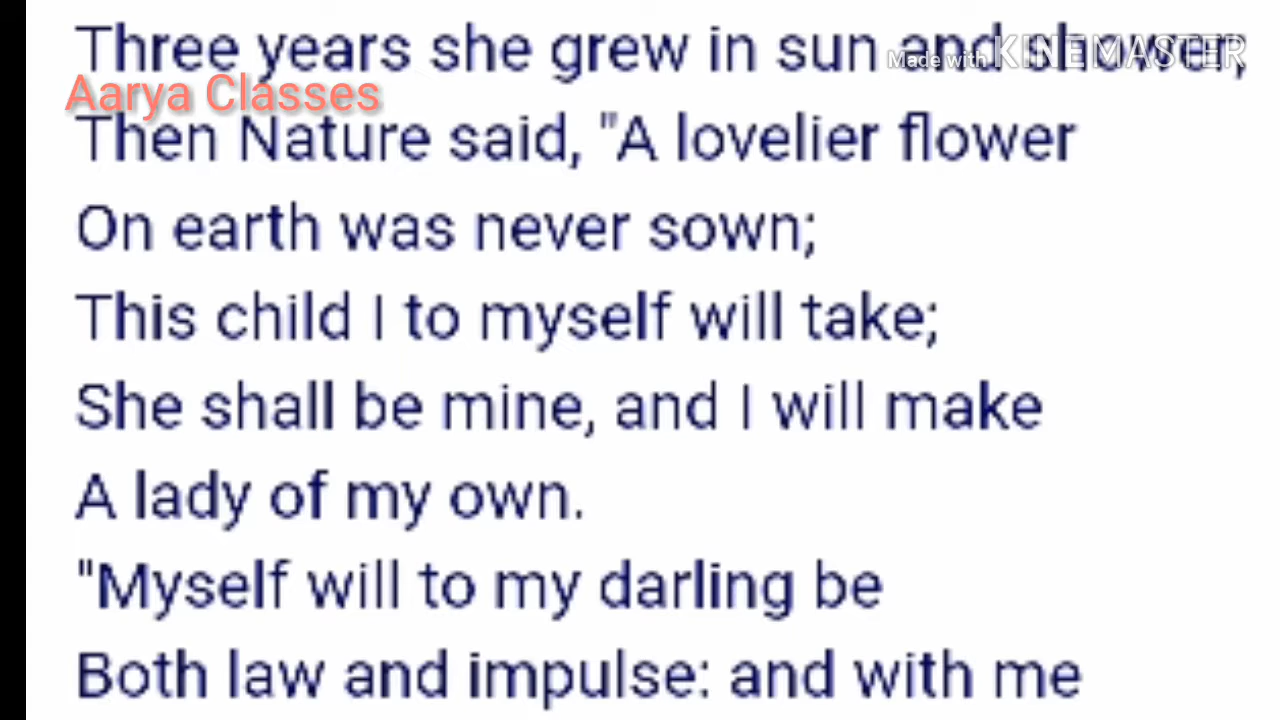 Three years she grew in sun and shower,
Made with KINEMASTER
Aarya Classes
Then Nature said, "A lovelier flower
On earth was never sown;
This child I to myself will take;
She shall be mine, and I will make
A lady of my own.
"Myself will to my darling be
Both law and impulse: and with me